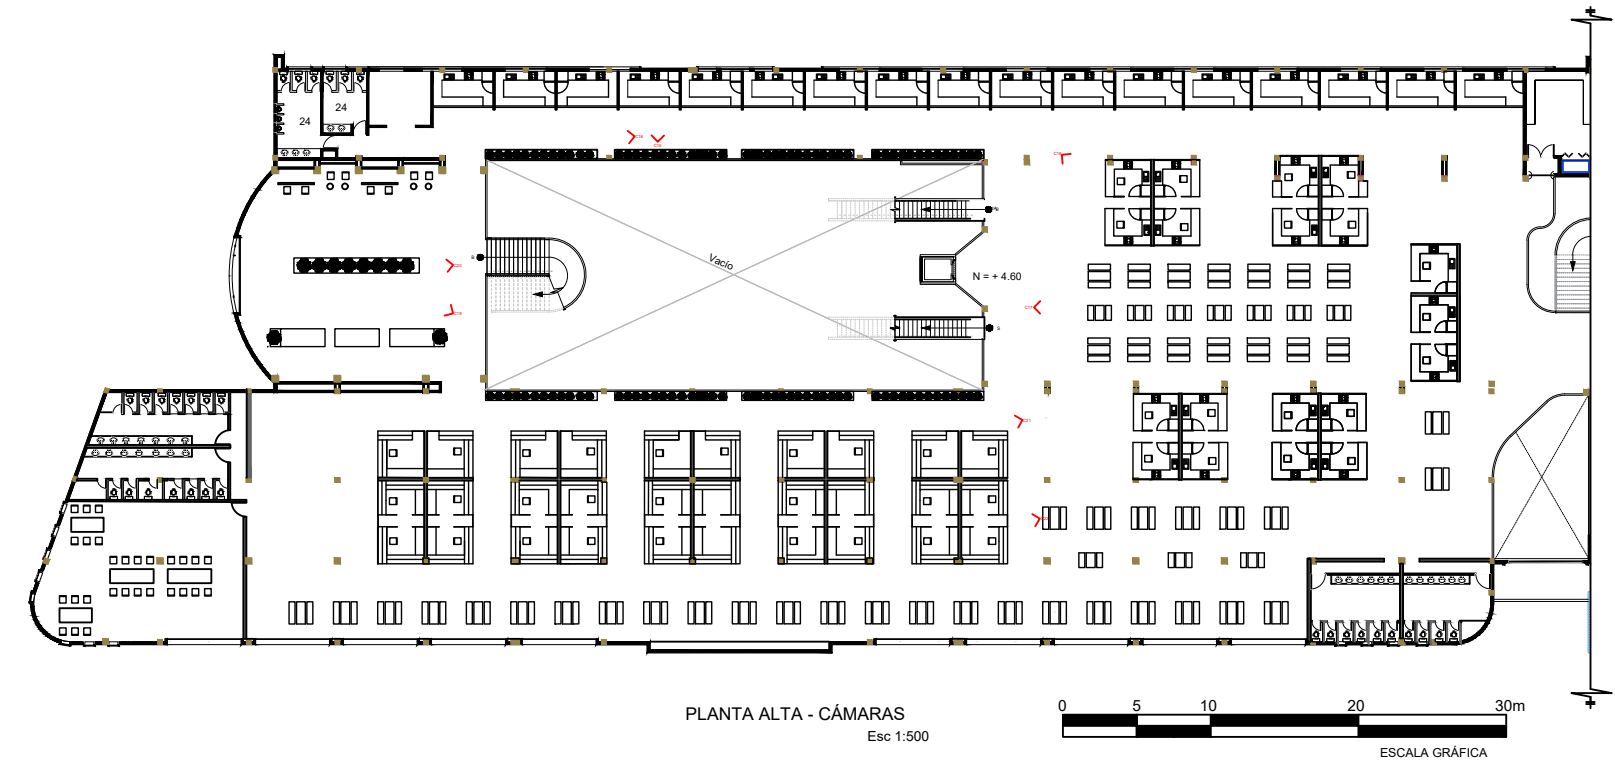 24
24
Vacío
N = + 4.60
PLANTA ALTA - CÁMARAS
Esc 1:500
0 5 10 20 30m
ESCALA GRÁFICA